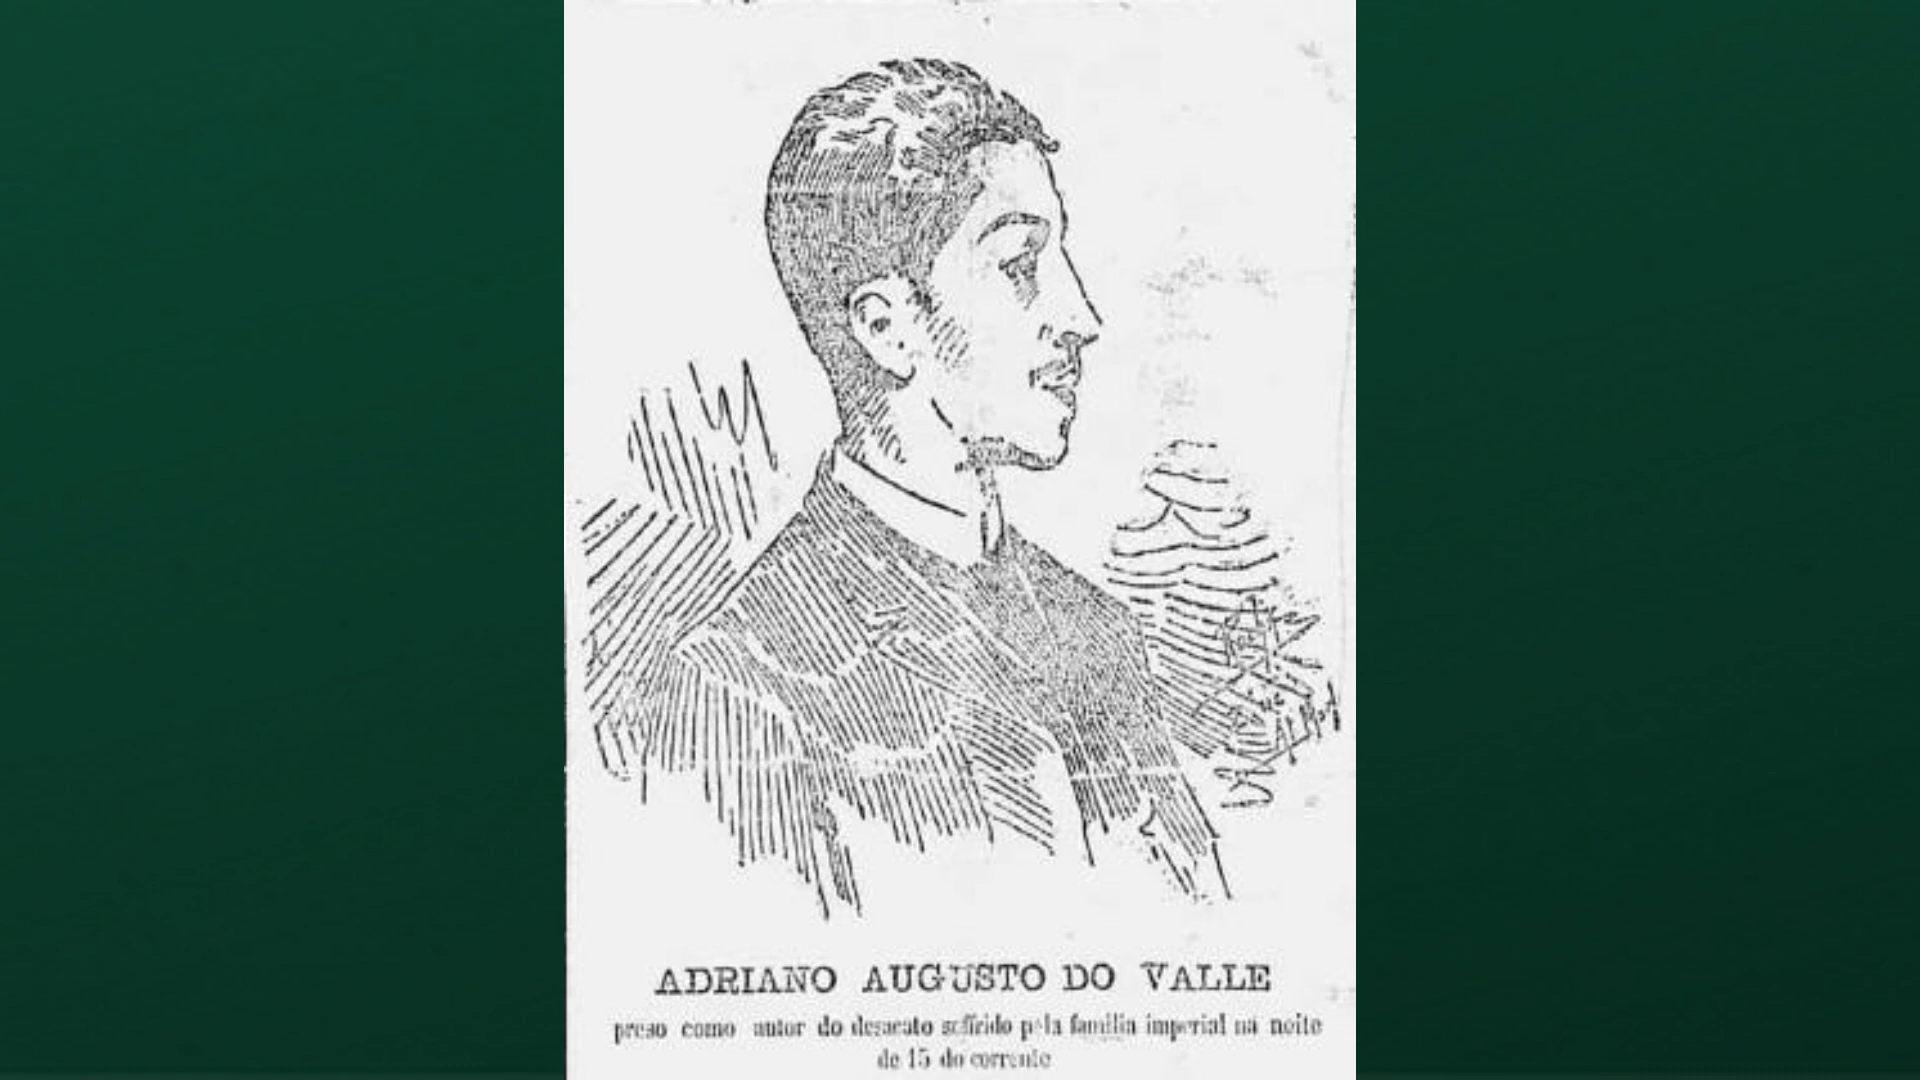 ADRIANO AUGUSTO DO VALLE
preso como autor do desacato soffrido pela familia imperial na noite
de 15 do corrente